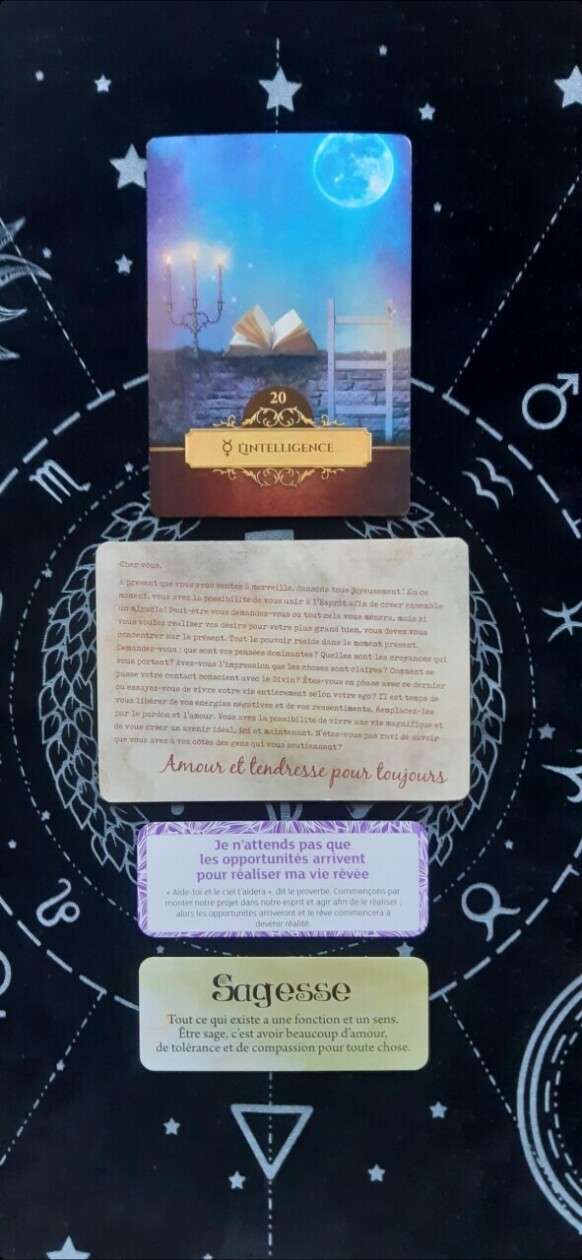 20
☿ L'INTELLIGENCE
Cher vous,
À présent que vous vous sentez à merveille, dansons tous joyeusement! En ce
moment, vous avez la possibilité de vous unir à l'Esprit afin de créer ensemble
un miracle! Peut-être vous demandez-vous où tout cela vous mènera, mais si
vous voulez réaliser vos désirs pour votre plus grand bien, vous devez vous
concentrer sur le présent. Tout le pouvoir réside dans le moment présent.
Demandez-vous : que sont vos pensées dominantes? Quelles sont les croyances qui
vous portent? Avez-vous l'impression que les choses sont claires? Comment se
passe votre contact conscient avec le Divin? Êtes-vous en phase avec ce dernier
ou essayez-vous de vivre votre vie entièrement selon votre ego? Il est temps de
vous libérer de vos énergies négatives et de vos ressentiments. Remplacez-les
par le pardon et l'amour. Vous avez la possibilité de vivre une vie magnifique et
de vous créer un avenir idéal, ici et maintenant. N'êtes-vous pas ravi de savoir
que vous avez à vos côtés des gens qui vous soutiennent?
Amour et tendresse pour toujours
Je n'attends pas que
les opportunités arrivent
pour réaliser ma vie rêvée
« Aide-toi et le ciel t'aidera », dit le proverbe. Commençons par
monter notre projet dans notre esprit et agir afin de le réaliser ;
alors les opportunités arriveront et le rêve commencera à
devenir réalité.
Sagesse
Tout ce qui existe a une fonction et un sens.
Être sage, c'est avoir beaucoup d'amour,
de tolérance et de compassion pour toute chose.